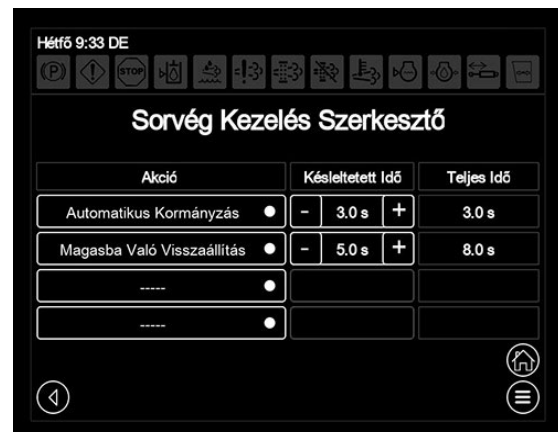 Hétfő 9:33 DE
(P) STOP
Sorvég Kezelés Szerkesztő
Akció Késleltetett Idő Teljes Idő
Automatikus Kormányzás - 3.0 s + 3.0 s
Magasba Való Visszaállítás - 5.0 s + 8.0 s
-----
-----